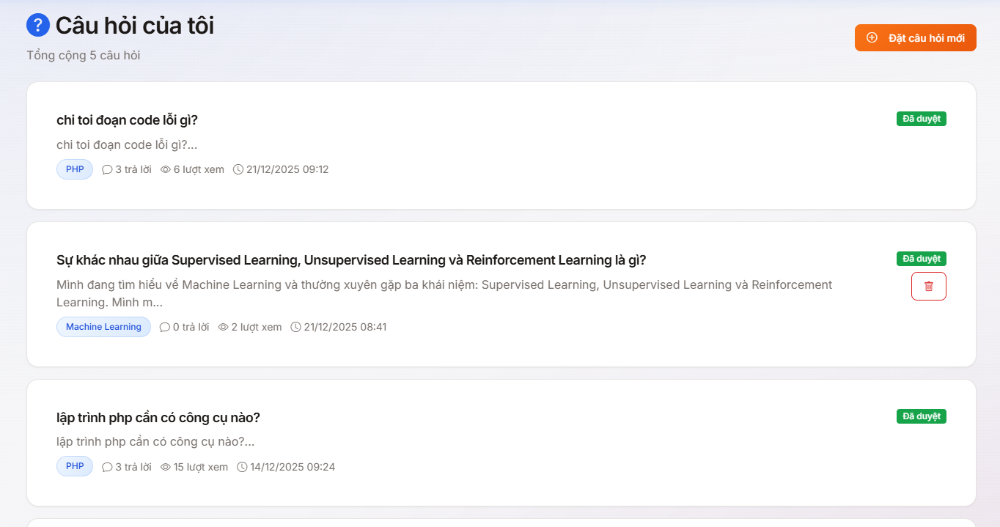 Câu hỏi của tôi
Tổng cộng 5 câu hỏi
Đặt câu hỏi mới
chi toi đoạn code lỗi gì?
Đã duyệt
chi toi đoạn code lỗi gì?...
PHP 3 trả lời 6 lượt xem 21/12/2025 09:12
Sự khác nhau giữa Supervised Learning, Unsupervised Learning và Reinforcement Learning là gì?
Đã duyệt
Mình đang tìm hiểu về Machine Learning và thường xuyên gặp ba khái niệm: Supervised Learning, Unsupervised Learning và Reinforcement
Learning. Mình m...
Machine Learning 0 trả lời 2 lượt xem 21/12/2025 08:41
lập trình php cần có công cụ nào?
Đã duyệt
lập trình php cần có công cụ nào?...
PHP 3 trả lời 15 lượt xem 14/12/2025 09:24